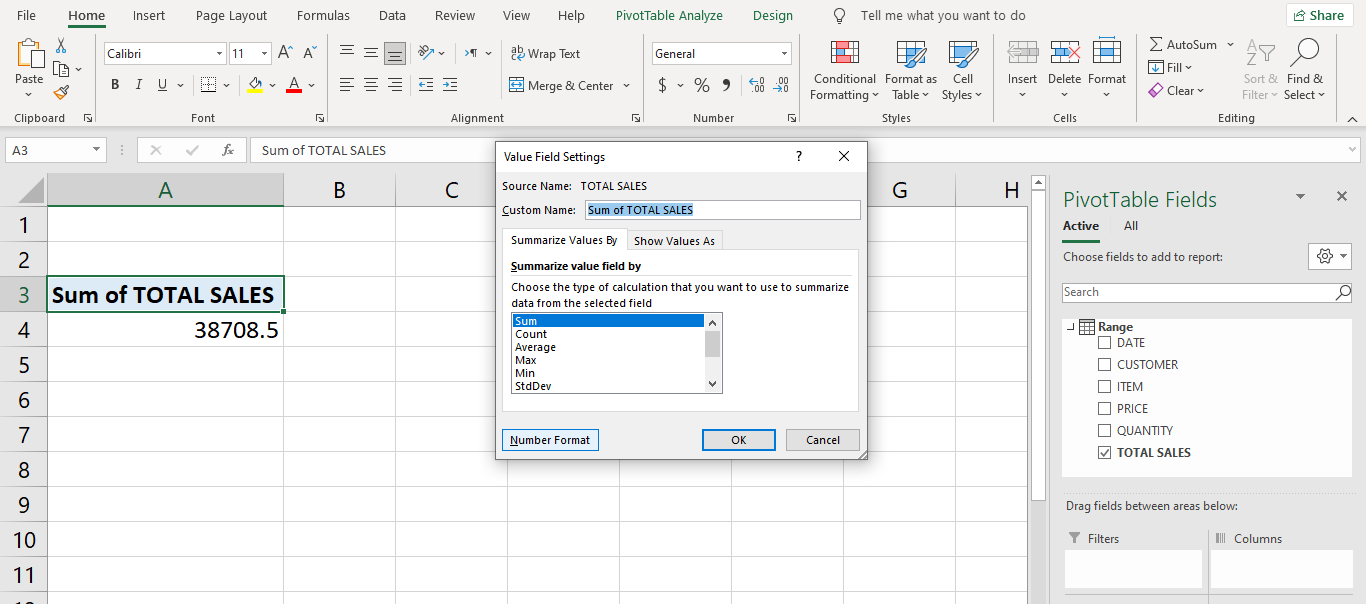 File Home Insert Page Layout Formulas Data Review View Help PivotTable Analyze Design Tell me what you want to do Share
Paste
Calibri 11
B I U A
ab Wrap Text
Merge & Center
General
$ % 9
Conditional Formatting
Format as Table
Cell Styles
Insert Delete Format
AutoSum
Fill
Clear
Sort & Filter
Find & Select
Clipboard Font Alignment Number Styles Cells Editing
A3 fx Sum of TOTAL SALES
A B C G H
1
2
3 Sum of TOTAL SALES
4 38708.5
5
6
7
8
9
10
11
Value Field Settings ?
Source Name: TOTAL SALES
Custom Name: Sum of TOTAL SALES
Summarize Values By Show Values As
Summarize value field by
Choose the type of calculation that you want to use to summarize
data from the selected field
Sum
Count
Average
Max
Min
StdDev
Number Format OK Cancel
PivotTable Fields
Active All
Choose fields to add to report:
Search
Range
DATE
CUSTOMER
ITEM
PRICE
QUANTITY
TOTAL SALES
Drag fields between areas below:
Filters Columns